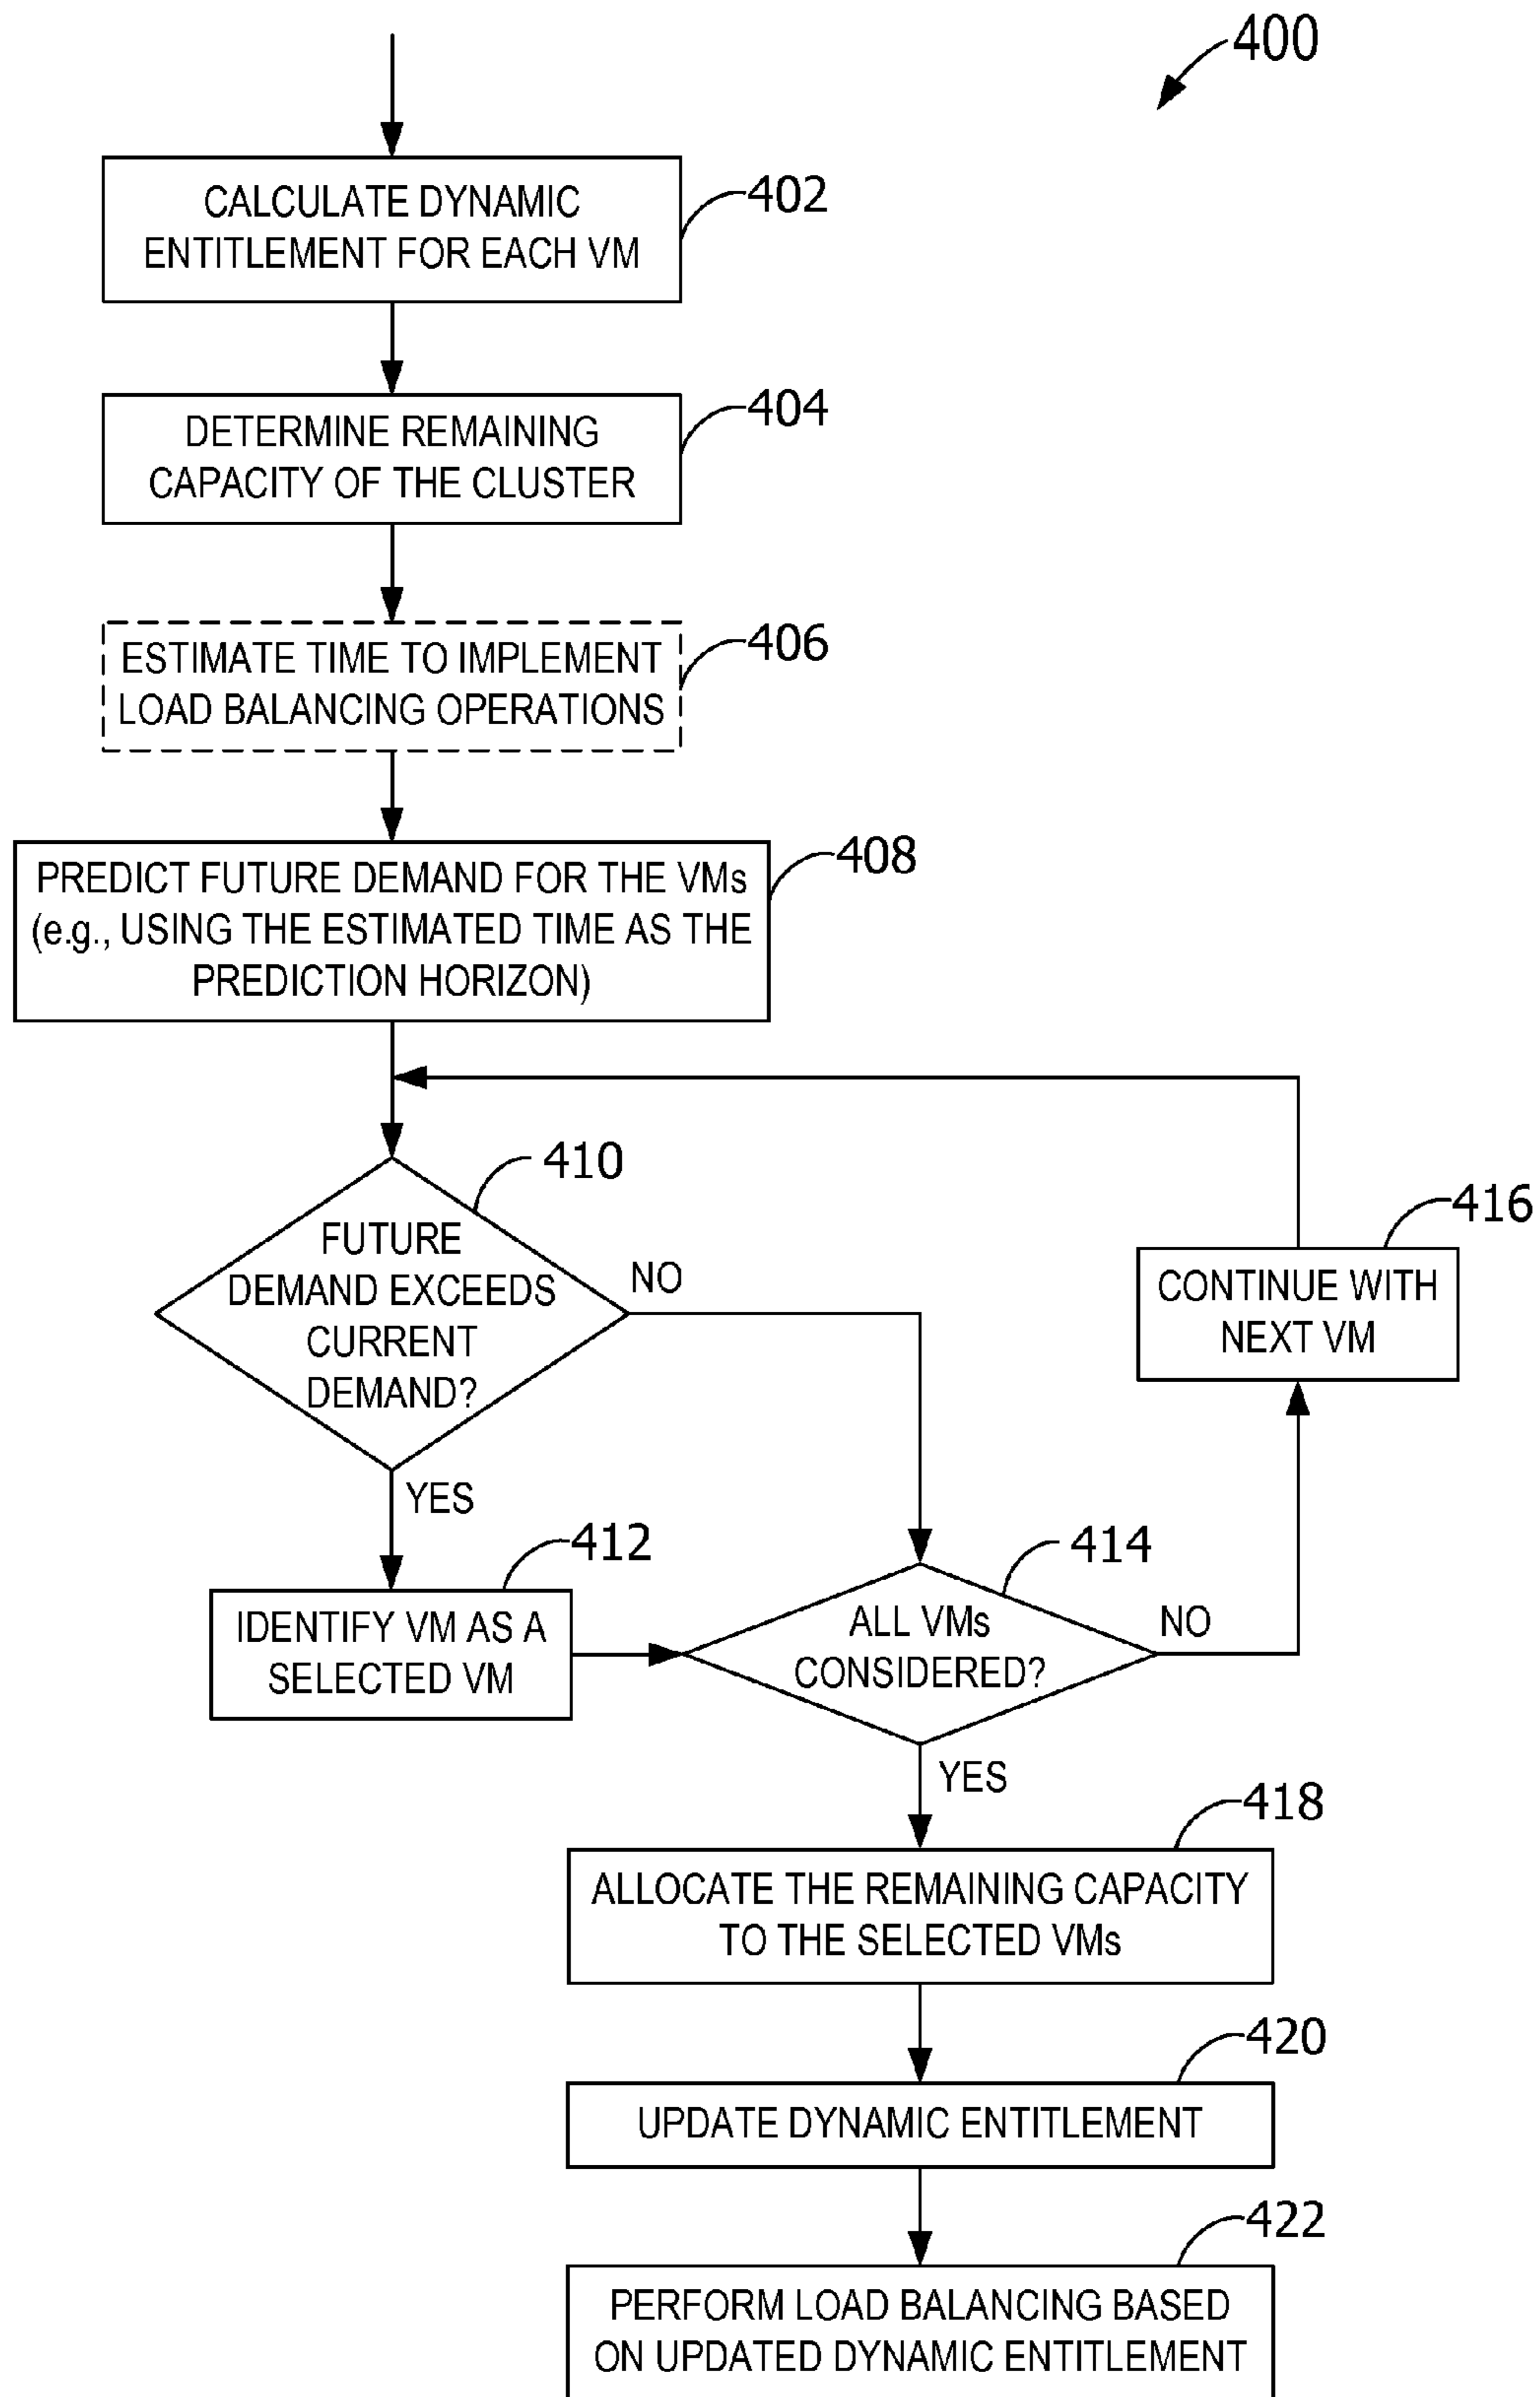 400
CALCULATE DYNAMIC
ENTITLEMENT FOR EACH VM
402
DETERMINE REMAINING
CAPACITY OF THE CLUSTER
404
ESTIMATE TIME TO IMPLEMENT
LOAD BALANCING OPERATIONS
406
PREDICT FUTURE DEMAND FOR THE VMs
(e.g., USING THE ESTIMATED TIME AS THE
PREDICTION HORIZON)
408
FUTURE
DEMAND EXCEEDS
CURRENT
DEMAND?
410
NO
YES
CONTINUE WITH
NEXT VM
416
IDENTIFY VM AS A
SELECTED VM
412
ALL VMs
CONSIDERED?
414
NO
YES
ALLOCATE THE REMAINING CAPACITY
TO THE SELECTED VMs
418
UPDATE DYNAMIC ENTITLEMENT
420
PERFORM LOAD BALANCING BASED
ON UPDATED DYNAMIC ENTITLEMENT
422